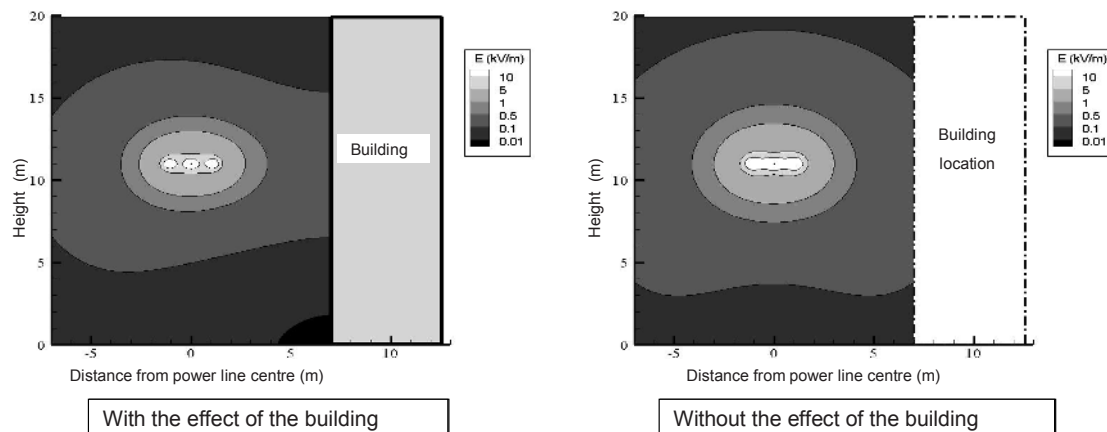 20
15
10
5
0
Height (m)
-5
0
5
10
Distance from power line centre (m)
E (kV/m)
10
5
1
0.5
0.1
0.01
Building
With the effect of the building
20
15
10
5
0
Height (m)
-5
0
5
10
Distance from power line centre (m)
E (kV/m)
10
5
1
0.5
0.1
0.01
Building
location
Without the effect of the building